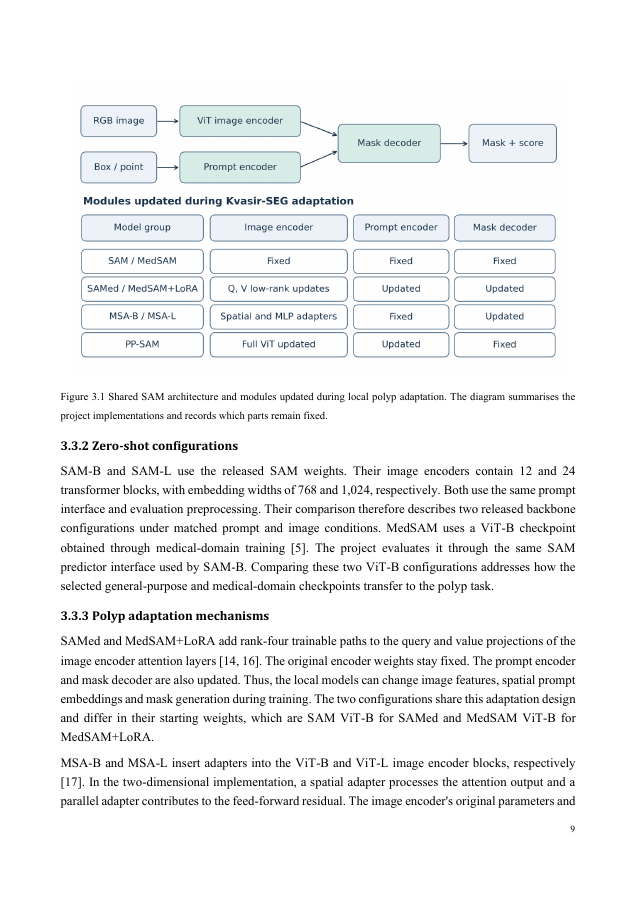 RGB image
ViT image encoder
Mask decoder
Mask + score
Box / point
Prompt encoder
Modules updated during Kvasir-SEG adaptation
Model group Image encoder Prompt encoder Mask decoder
SAM / MedSAM Fixed Fixed Fixed
SAMed / MedSAM+LoRA Q, V low-rank updates Updated Updated
MSA-B / MSA-L Spatial and MLP adapters Fixed Updated
PP-SAM Full ViT updated Updated Fixed
Figure 3.1 Shared SAM architecture and modules updated during local polyp adaptation. The diagram summarises the
project implementations and records which parts remain fixed.
3.3.2 Zero-shot configurations
SAM-B and SAM-L use the released SAM weights. Their image encoders contain 12 and 24
transformer blocks, with embedding widths of 768 and 1,024, respectively. Both use the same prompt
interface and evaluation preprocessing. Their comparison therefore describes two released backbone
configurations under matched prompt and image conditions. MedSAM uses a ViT-B checkpoint
obtained through medical-domain training [5]. The project evaluates it through the same SAM
predictor interface used by SAM-B. Comparing these two ViT-B configurations addresses how the
selected general-purpose and medical-domain checkpoints transfer to the polyp task.
3.3.3 Polyp adaptation mechanisms
SAMed and MedSAM+LoRA add rank-four trainable paths to the query and value projections of the
image encoder attention layers [14, 16]. The original encoder weights stay fixed. The prompt encoder
and mask decoder are also updated. Thus, the local models can change image features, spatial prompt
embeddings and mask generation during training. The two configurations share this adaptation design
and differ in their starting weights, which are SAM ViT-B for SAMed and MedSAM ViT-B for
MedSAM+LoRA.
MSA-B and MSA-L insert adapters into the ViT-B and ViT-L image encoder blocks, respectively
[17]. In the two-dimensional implementation, a spatial adapter processes the attention output and a
parallel adapter contributes to the feed-forward residual. The image encoder's original parameters and
9